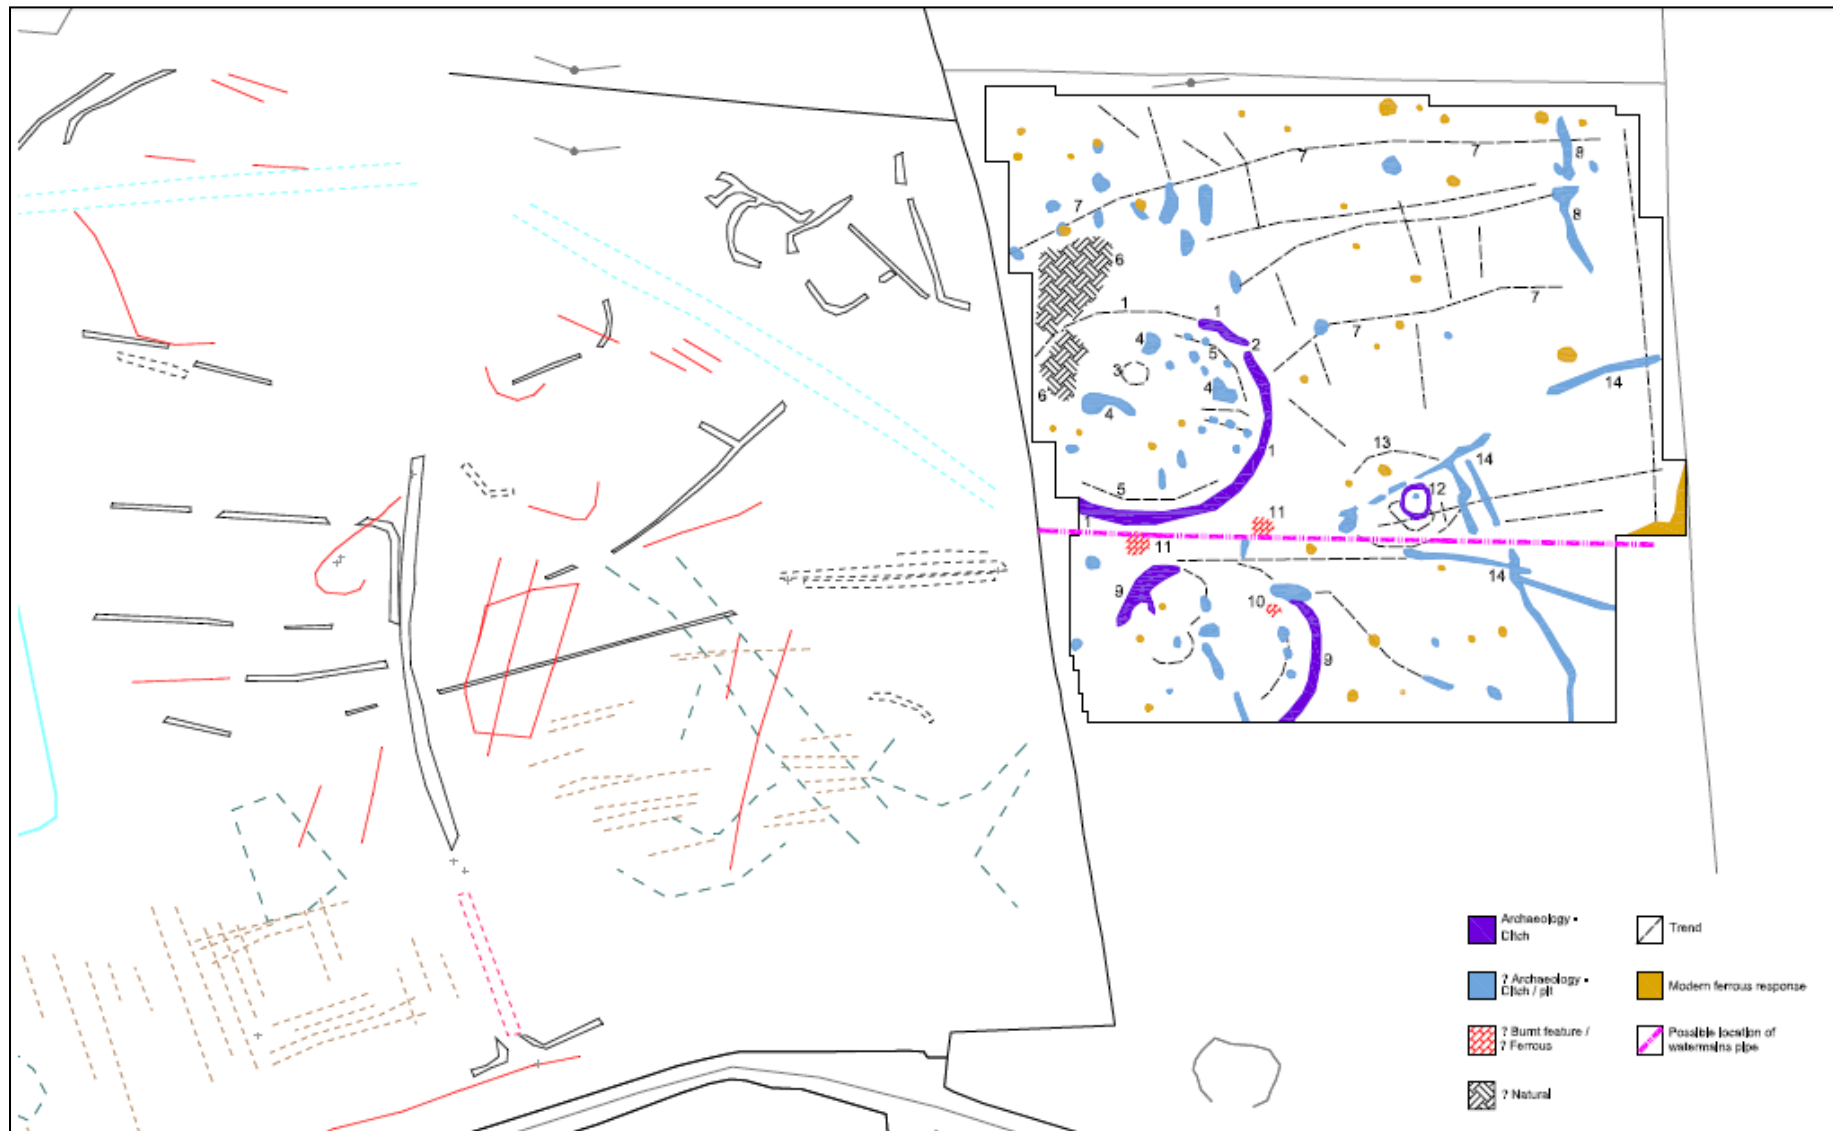 7
7
8
7
8
6
7
1
1
7
4
2
5
3
14
4
6
4
13
1
14
5
12
1
11
11
14
9
10
9
Archaeology -
Ditch
Trend
? Archaeology -
Ditch / pit
Modern ferrous response
? Burnt feature /
? Ferrous
Possible location of
watermains pipe
? Natural